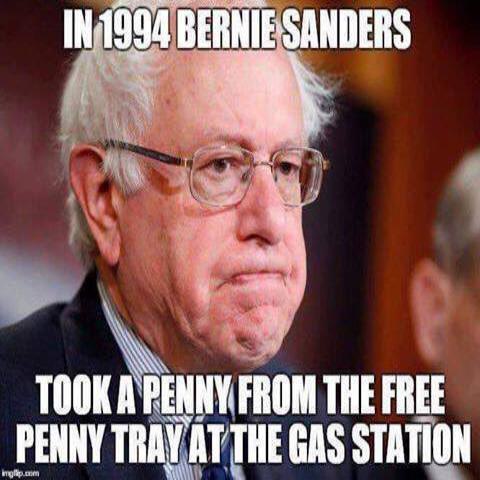 IN 1994 BERNIE SANDERS
TOOK A PENNY FROM THE FREE
PENNY TRAY AT THE GAS STATION
imgflip.com